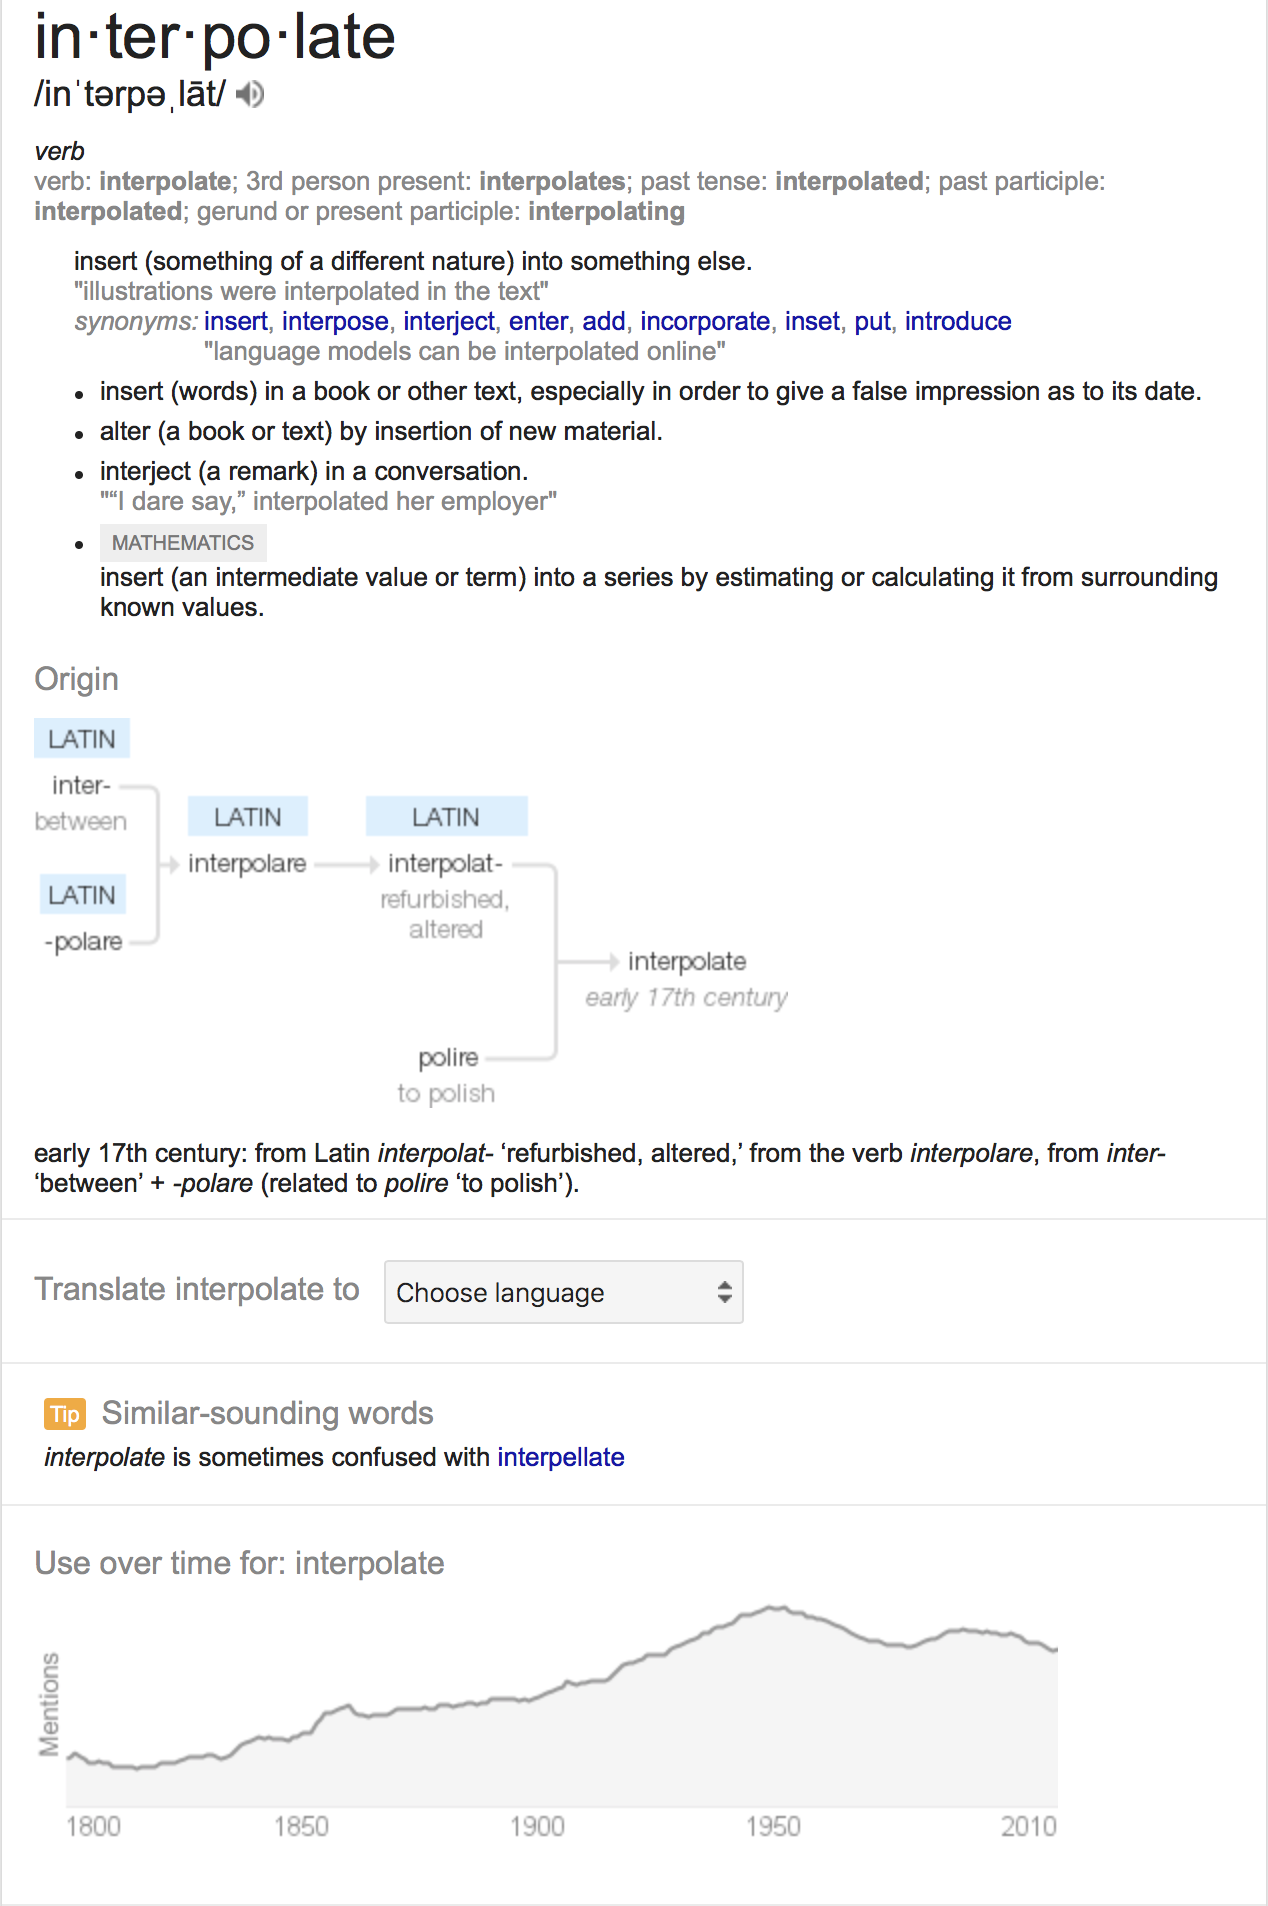 in·ter·po·late
/inˈtərpəˌlāt/
verb
verb: interpolate; 3rd person present: interpolates; past tense: interpolated; past participle:
interpolated; gerund or present participle: interpolating
insert (something of a different nature) into something else.
"illustrations were interpolated in the text"
synonyms: insert, interpose, interject, enter, add, incorporate, inset, put, introduce
"language models can be interpolated online"
• insert (words) in a book or other text, especially in order to give a false impression as to its date.
• alter (a book or text) by insertion of new material.
• interject (a remark) in a conversation.
"“I dare say,” interpolated her employer"
• MATHEMATICS
insert (an intermediate value or term) into a series by estimating or calculating it from surrounding
known values.
Origin
LATIN
inter-
between
LATIN
-polare
LATIN
interpolare
LATIN
interpolat-
refurbished,
altered
polire
to polish
interpolate
early 17th century
early 17th century: from Latin interpolat- ‘refurbished, altered,’ from the verb interpolare, from inter-
‘between’ + -polare (related to polire ‘to polish’).
Translate interpolate to Choose language
Tip Similar-sounding words
interpolate is sometimes confused with interpellate
Use over time for: interpolate
Mentions
1800 1850 1900 1950 2010